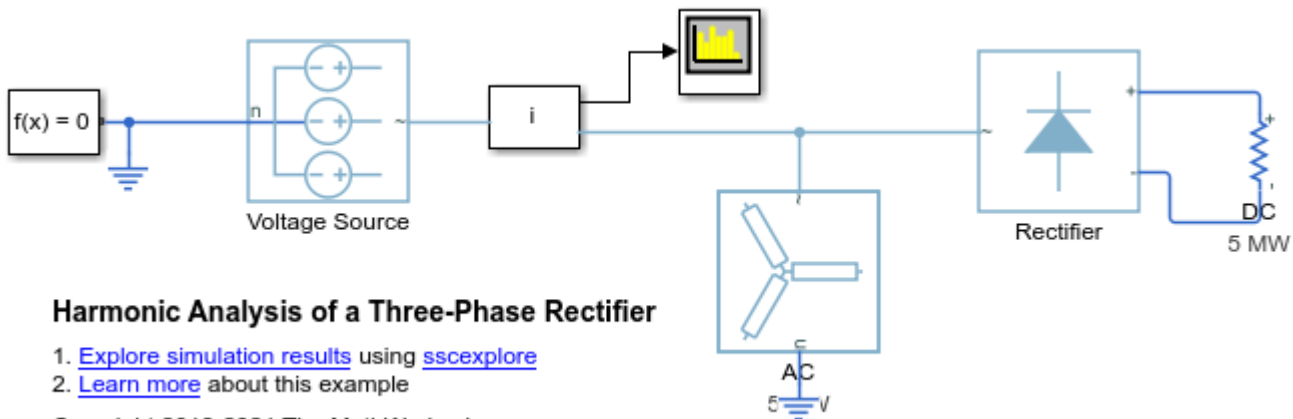 f(x) = 0
n
~
i
Voltage Source
~
+
-
+
-
DC
5 MW
Rectifier
~
n
AC
Harmonic Analysis of a Three-Phase Rectifier
1. Explore simulation results using sscexplore
2. Learn more about this example